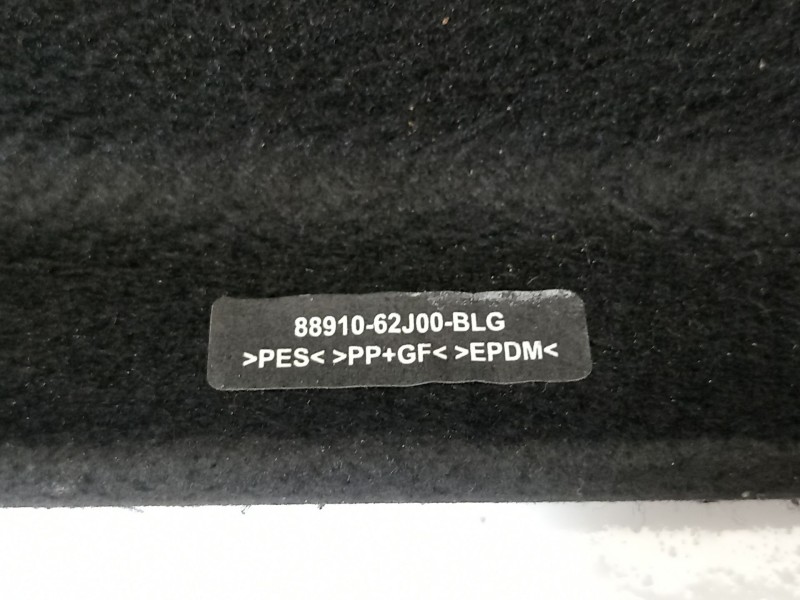 88910-62J00-BLG
>PES< >PP+GF< >EPDM<